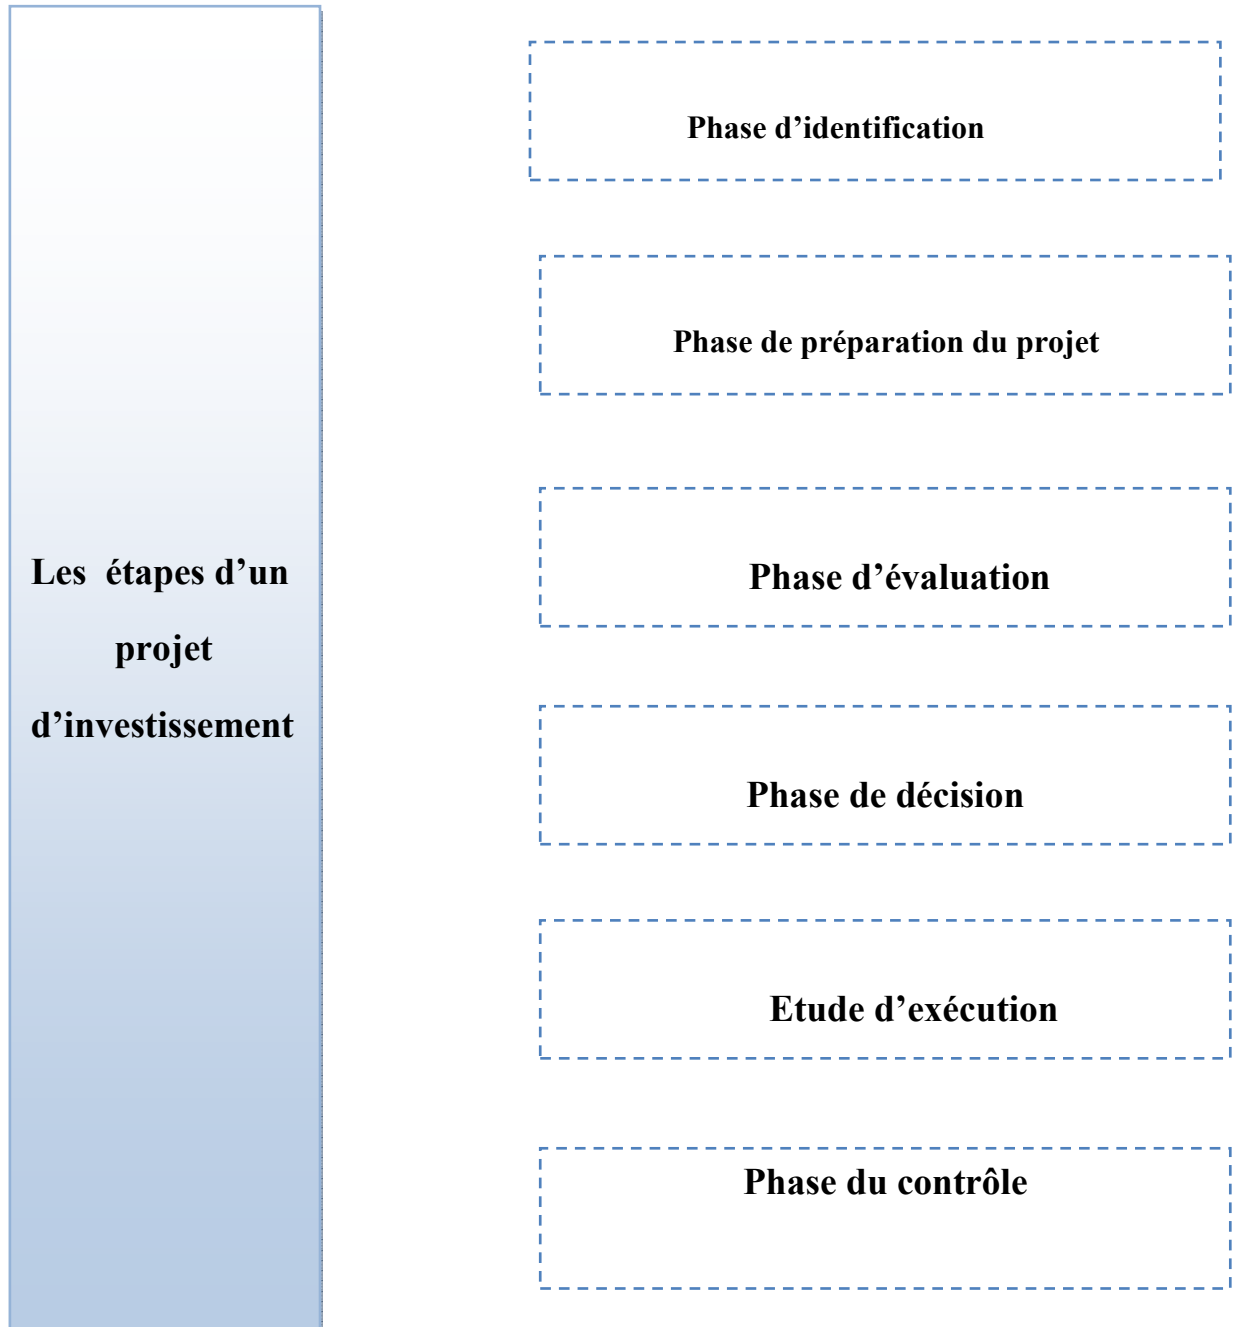 Les étapes d’un
projet
d’investissement
Phase d’identification
Phase de préparation du projet
Phase d’évaluation
Phase de décision
Etude d’exécution
Phase du contrôle